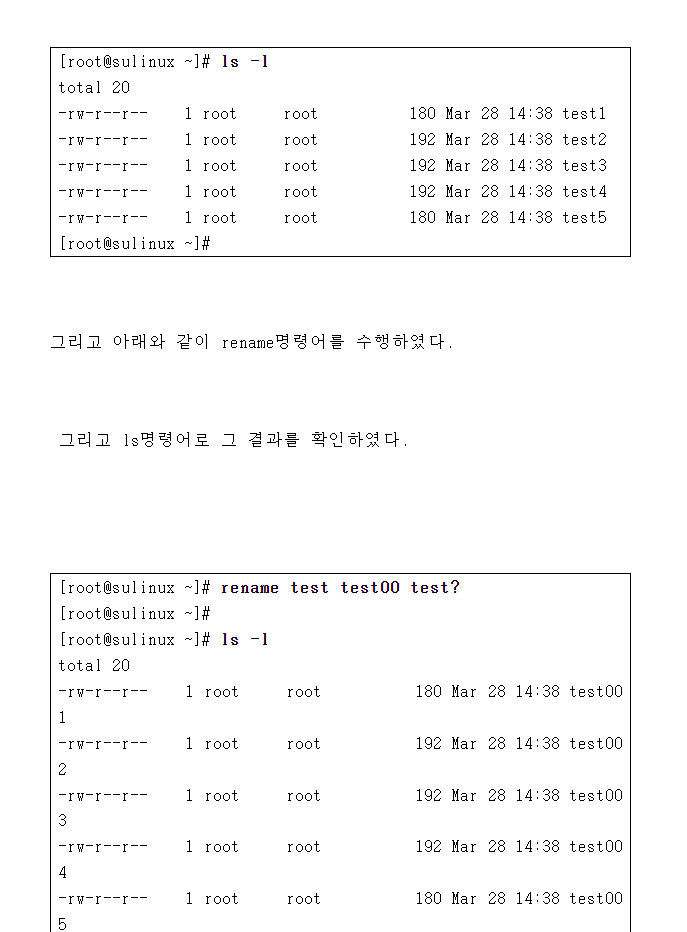 [root@sulinux ~]# ls -l
total 20
-rw-r--r--    1 root     root          180 Mar 28 14:38 test1
-rw-r--r--    1 root     root          192 Mar 28 14:38 test2
-rw-r--r--    1 root     root          192 Mar 28 14:38 test3
-rw-r--r--    1 root     root          192 Mar 28 14:38 test4
-rw-r--r--    1 root     root          180 Mar 28 14:38 test5
[root@sulinux ~]#
그리고 아래와 같이 rename명령어를 수행하였다.
그리고 ls명령어로 그 결과를 확인하였다.
[root@sulinux ~]# rename test test00 test?
[root@sulinux ~]#
[root@sulinux ~]# ls -l
total 20
-rw-r--r--    1 root     root          180 Mar 28 14:38 test00
1
-rw-r--r--    1 root     root          192 Mar 28 14:38 test00
2
-rw-r--r--    1 root     root          192 Mar 28 14:38 test00
3
-rw-r--r--    1 root     root          192 Mar 28 14:38 test00
4
-rw-r--r--    1 root     root          180 Mar 28 14:38 test00
5